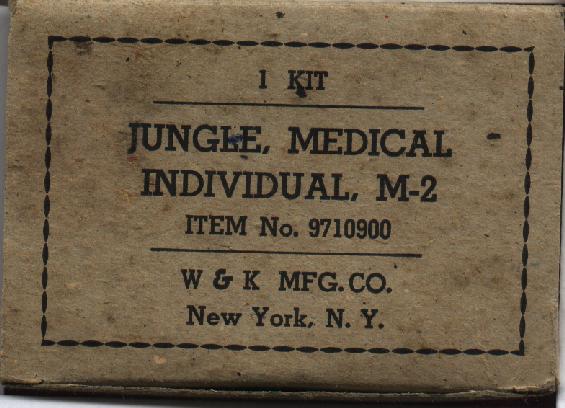 1 KIT
JUNGLE, MEDICAL
INDIVIDUAL, M-2
ITEM No. 9710900
W & K MFG. CO.
New York, N. Y.